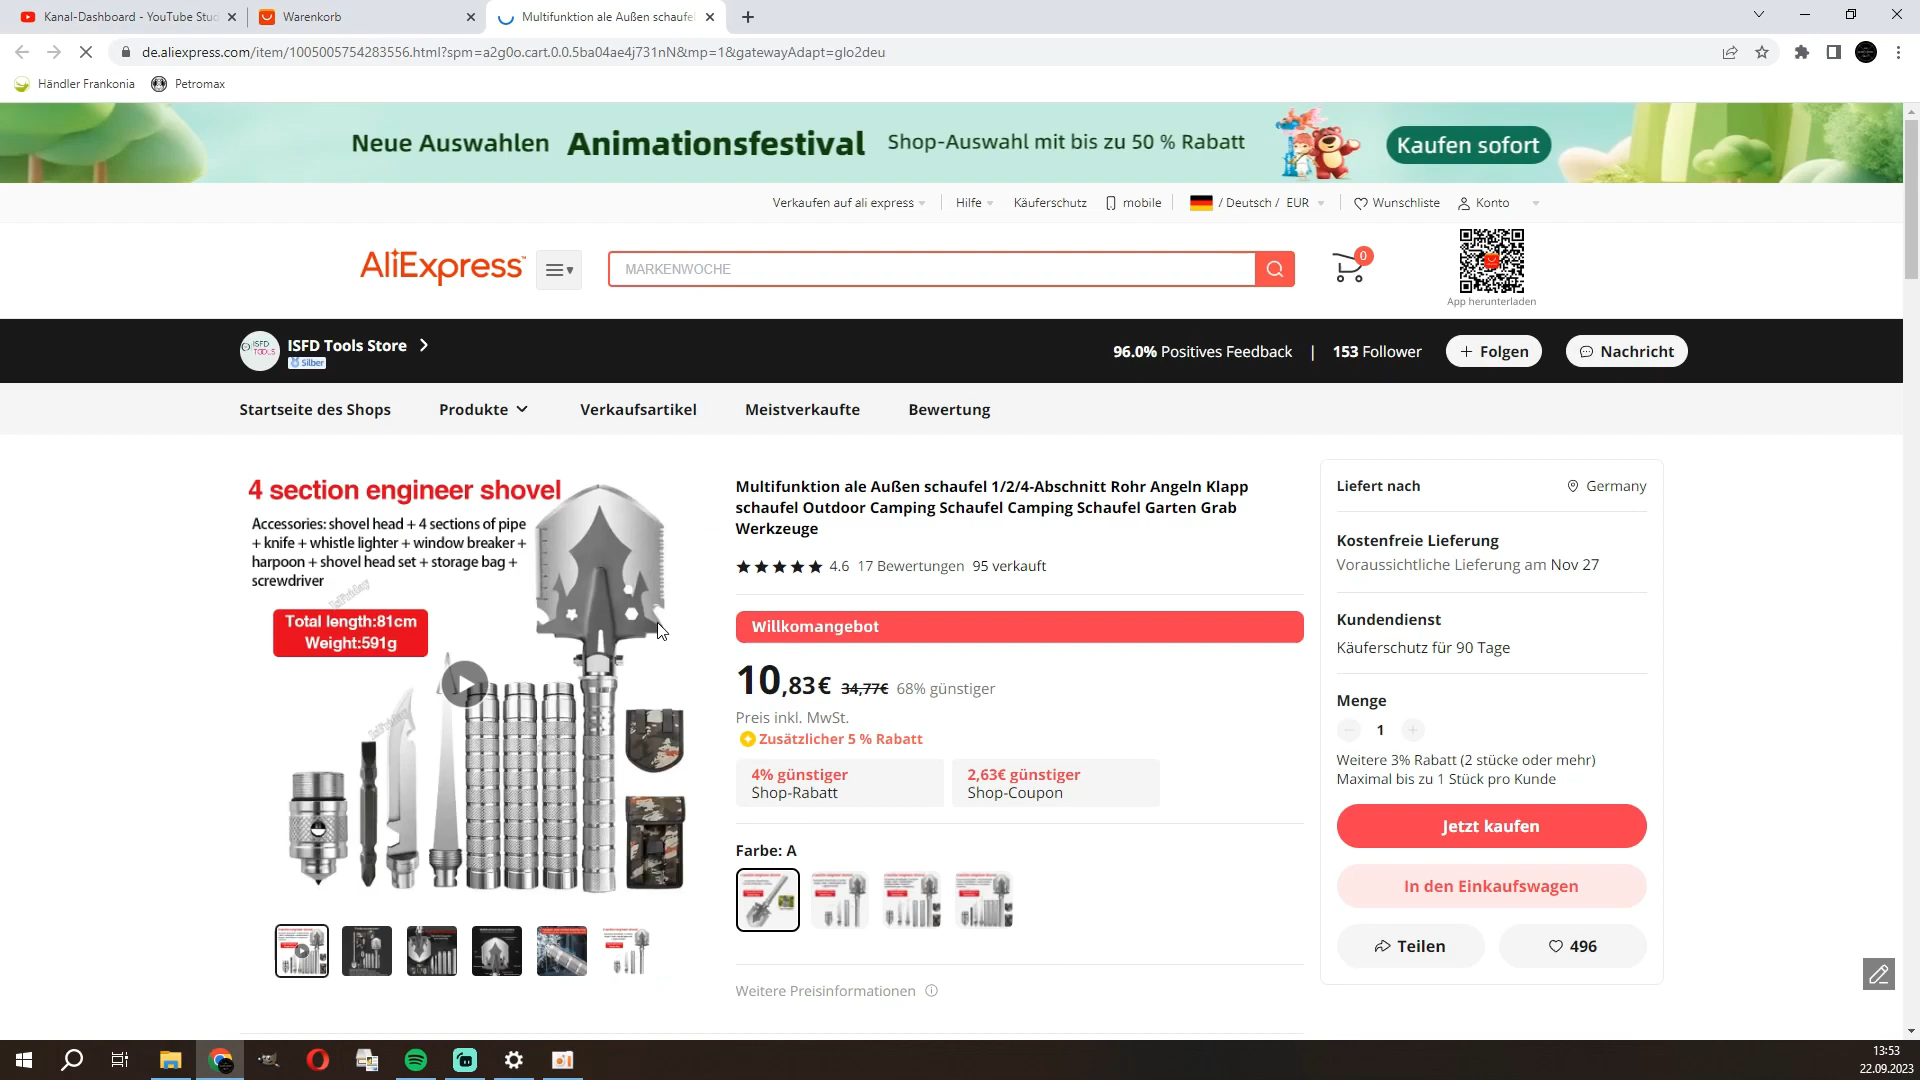 Kanal-Dashboard - YouTube Stud
Warenkorb
Multifunktion ale Außen schaufel
de.aliexpress.com/item/1005005754283556.html?spm=a2g0o.cart.0.0.5ba04ae4j731nN&mp=1&gatewayAdapt=glo2deu
Händler Frankonia
Petromax
Neue Auswahlen Animationsfestival Shop-Auswahl mit bis zu 50 % Rabatt Kaufen sofort
Verkaufen auf ali express
Hilfe
Käuferschutz
mobile
/ Deutsch / EUR
Wunschliste
Konto
AliExpress
MARKENWOCHE
0
App herunterladen
ISFD TOOLS
ISFD Tools Store
Silber
96.0% Positives Feedback | 153 Follower
+ Folgen
Nachricht
Startseite des Shops
Produkte
Verkaufsartikel
Meistverkaufte
Bewertung
4 section engineer shovel
Accessories: shovel head + 4 sections of pipe
+ knife + whistle lighter + window breaker +
harpoon + shovel head set + storage bag +
screwdriver
IsFriday
Total length:81cm
Weight:591g
IsFriday
Multifunktion ale Außen schaufel 1/2/4-Abschnitt Rohr Angeln Klapp
schaufel Outdoor Camping Schaufel Camping Schaufel Garten Grab
Werkzeuge
4.6 17 Bewertungen 95 verkauft
Willkomangebot
10,83€ 34,77€ 68% günstiger
Preis inkl. MwSt.
Zusätzlicher 5 % Rabatt
4% günstiger
Shop-Rabatt
2,63€ günstiger
Shop-Coupon
Farbe: A
Weitere Preisinformationen
Liefert nach
Germany
Kostenfreie Lieferung
Voraussichtliche Lieferung am Nov 27
Kundendienst
Käuferschutz für 90 Tage
Menge
1
Weitere 3% Rabatt (2 stücke oder mehr)
Maximal bis zu 1 Stück pro Kunde
Jetzt kaufen
In den Einkaufswagen
Teilen
496
13:53
22.09.2023